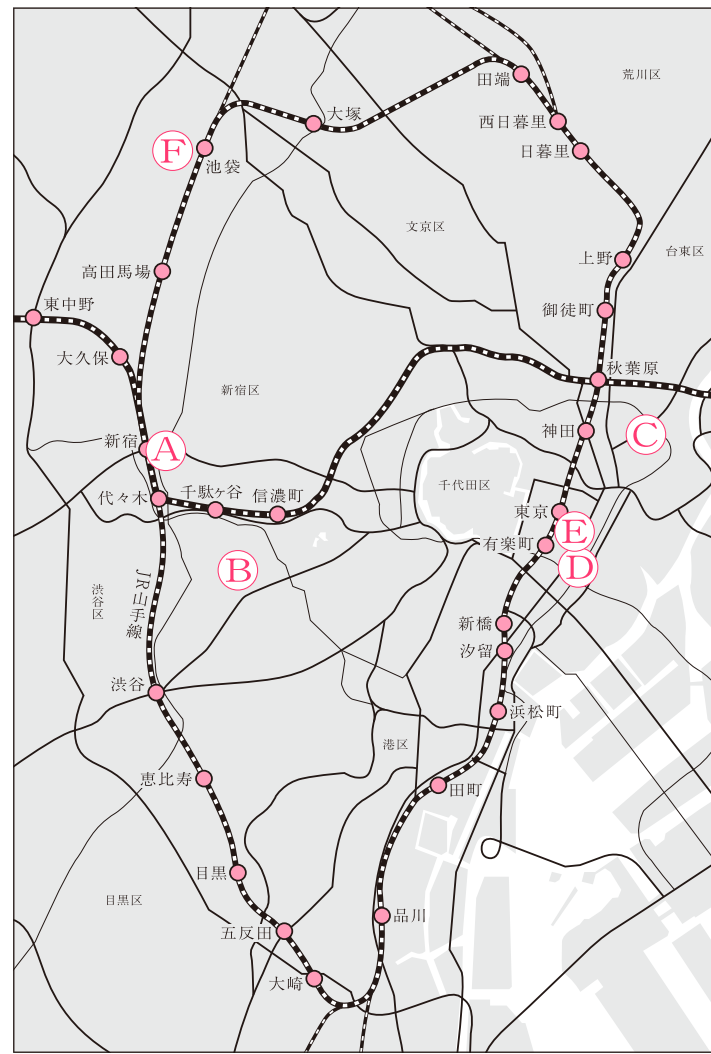 荒川区
田端
大塚
西日暮里
F
日暮里
池袋
文京区
台東区
上野
高田馬場
東中野
御徒町
大久保
秋葉原
新宿区
新宿
A
神田
C
千代田区
代々木
千駄ヶ谷
信濃町
東京
E
有楽町
B
D
JR山手線
渋谷区
新橋
汐留
渋谷
浜松町
港区
恵比寿
田町
目黒
目黒区
品川
五反田
大崎